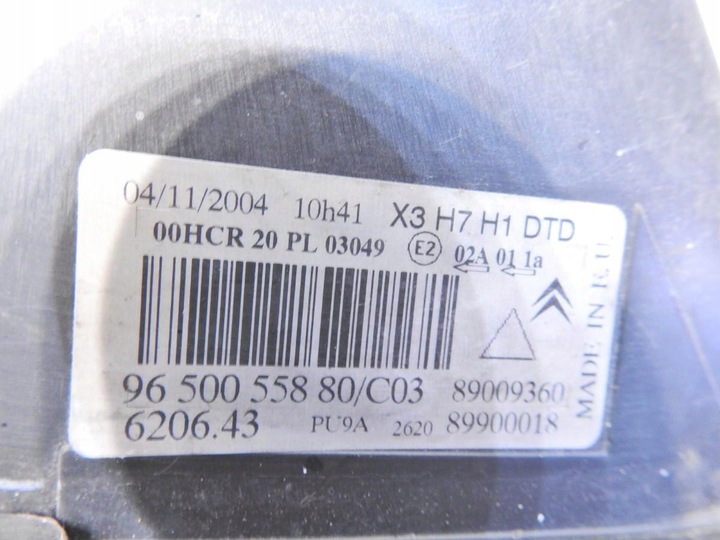 04/11/2004 10h41 X3 H7 H1 DTD
00HCR 20 PL 03049 E2 02A 01 1a
96 500 558 80/C03 89009360
6206.43 PU9A 2620 89900018
MADE IN R.U.